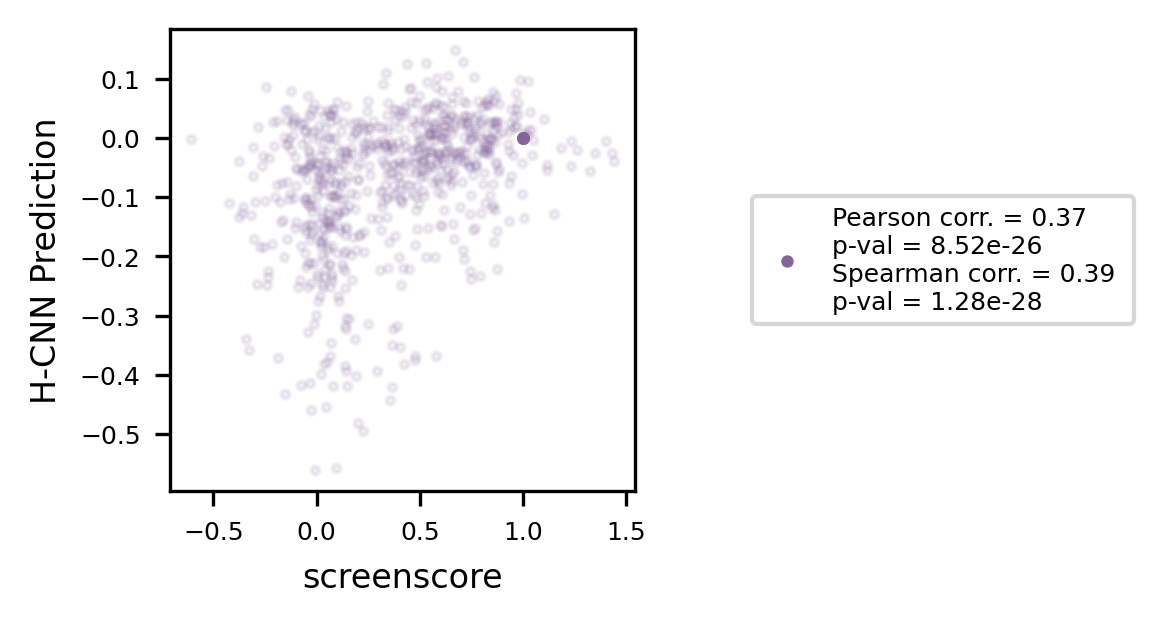 H-CNN Prediction
0.1
0.0
−0.1
−0.2
−0.3
−0.4
−0.5
−0.5
0.0
0.5
1.0
1.5
screenscore
Pearson corr. = 0.37
p-val = 8.52e-26
Spearman corr. = 0.39
p-val = 1.28e-28